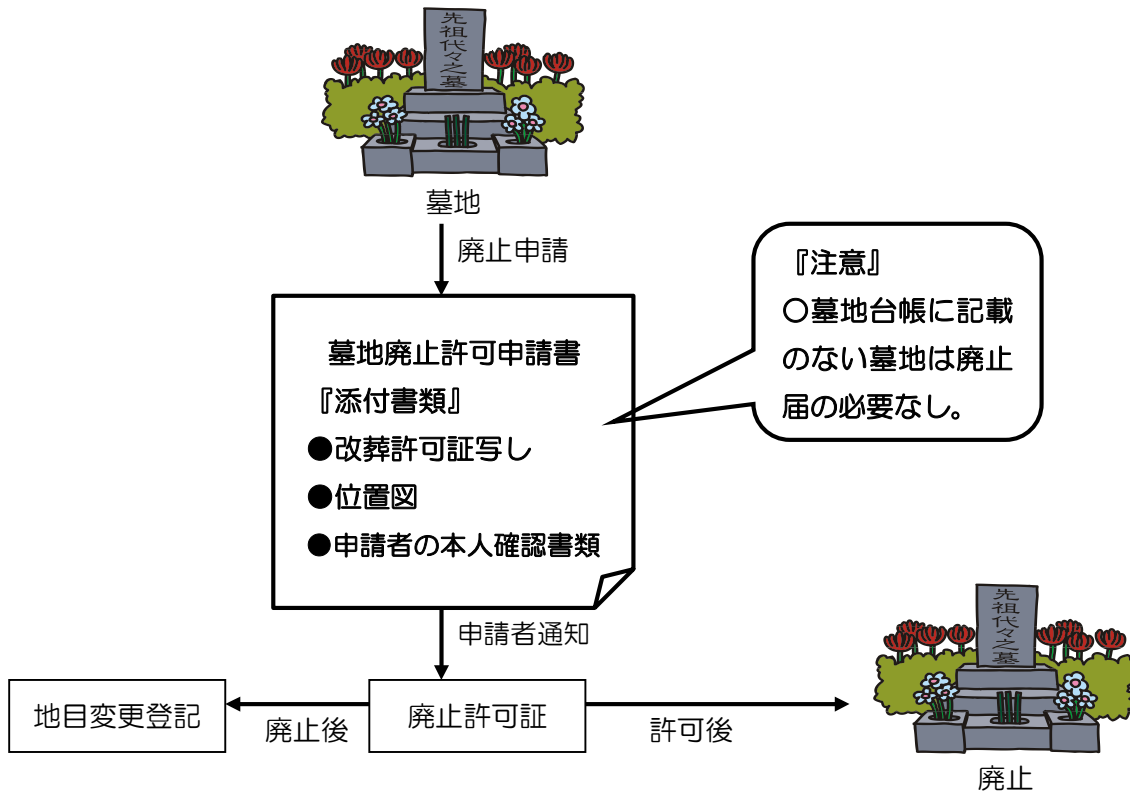 先祖代々之墓
墓地
廃止申請
墓地廃止許可申請書
『添付書類』
●改葬許可証写し
●位置図
●申請者の本人確認書類
『注意』
〇墓地台帳に記載
のない墓地は廃止
届の必要なし。
申請者通知
地目変更登記
廃止後
廃止許可証
許可後
先祖代々之墓
廃止